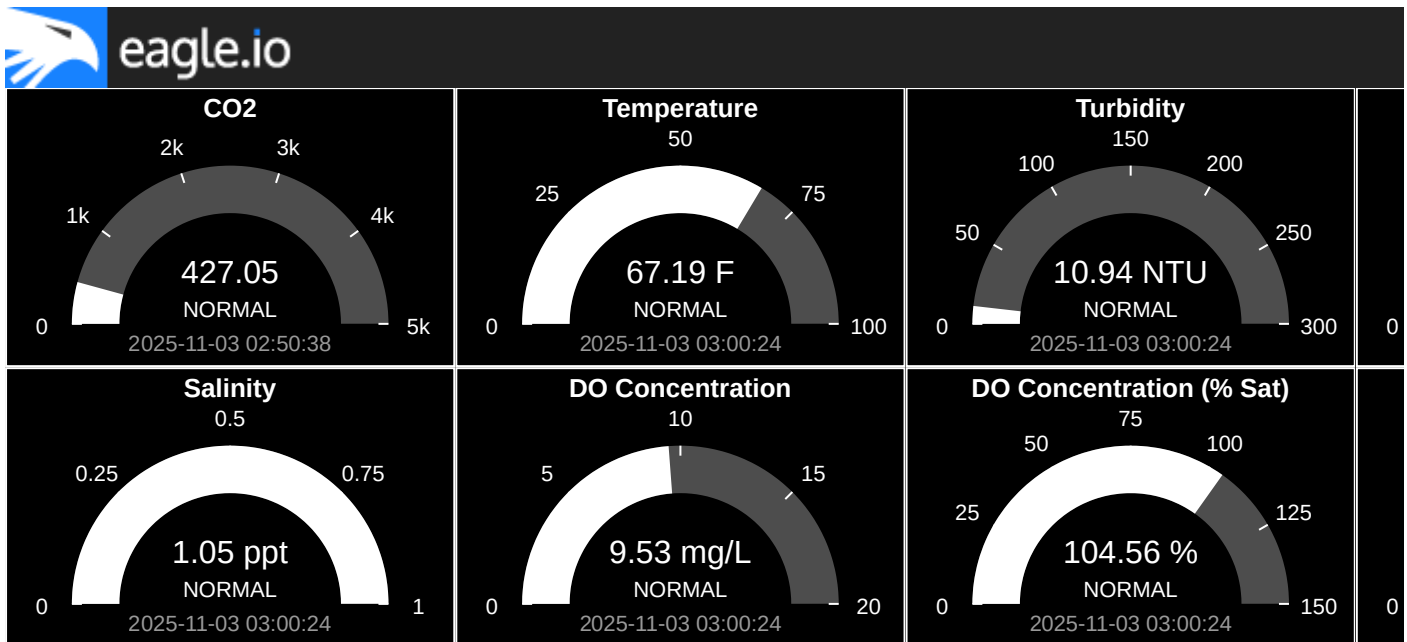 eagle.io
CO2
0
1k
2k
3k
4k
5k
427.05
NORMAL
2025-11-03 02:50:38
Temperature
0
25
50
75
100
67.19 F
NORMAL
2025-11-03 03:00:24
Turbidity
0
50
100
150
200
250
300
10.94 NTU
NORMAL
2025-11-03 03:00:24
0
Salinity
0
0.25
0.5
0.75
1
1.05 ppt
NORMAL
2025-11-03 03:00:24
DO Concentration
0
5
10
15
20
9.53 mg/L
NORMAL
2025-11-03 03:00:24
DO Concentration (% Sat)
0
25
50
75
100
125
150
104.56 %
NORMAL
2025-11-03 03:00:24
0